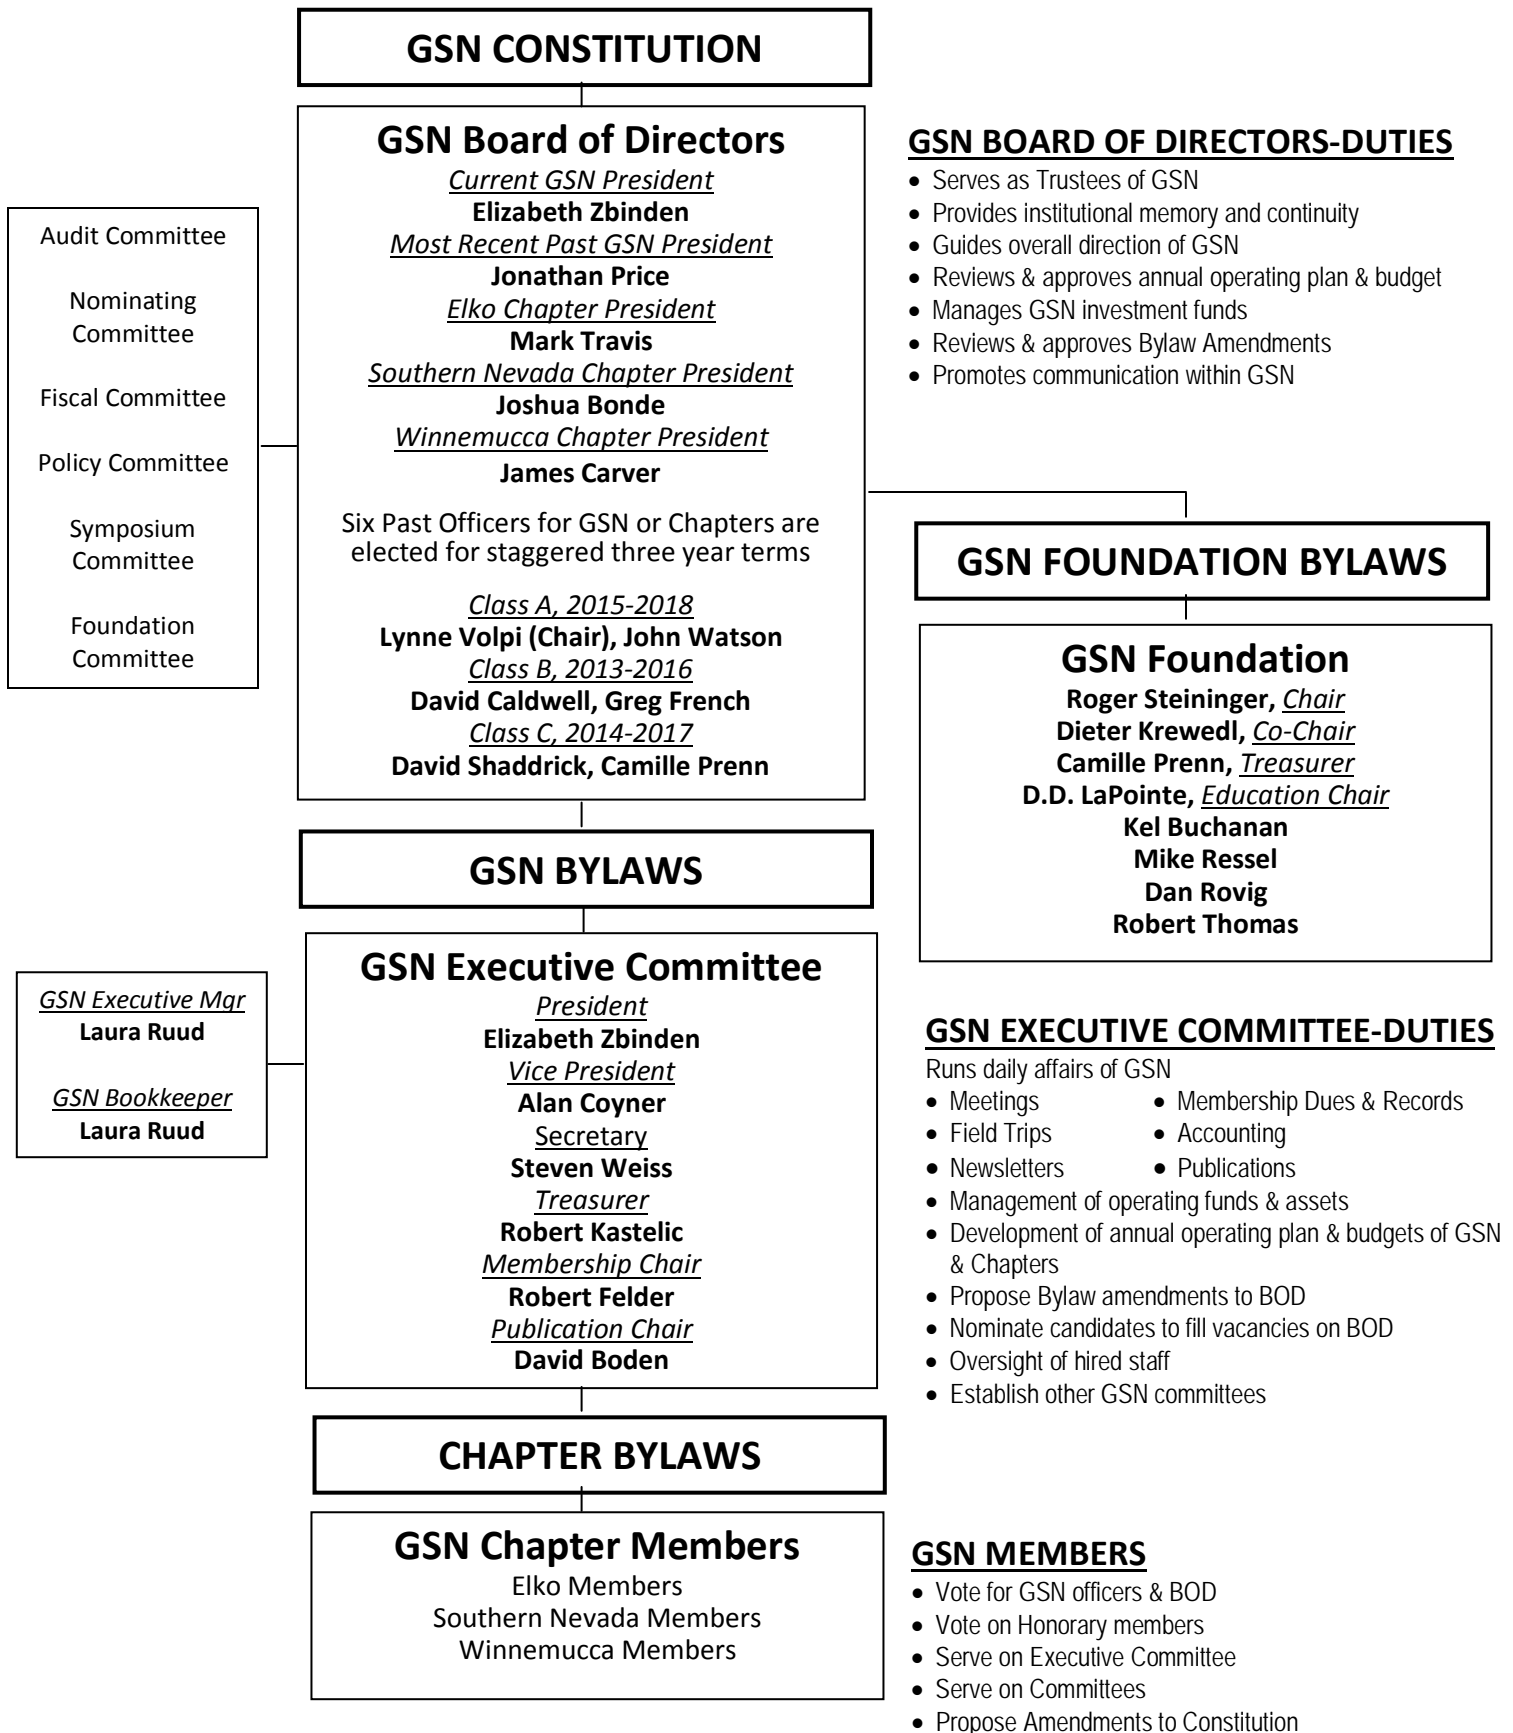 GSN CONSTITUTION
GSN Board of Directors
Current GSN President
Elizabeth Zbinden
Most Recent Past GSN President
Jonathan Price
Elko Chapter President
Mark Travis
Southern Nevada Chapter President
Joshua Bonde
Winnemucca Chapter President
James Carver
Six Past Officers for GSN or Chapters are
elected for staggered three year terms
Class A, 2015-2018
Lynne Volpi (Chair), John Watson
Class B, 2013-2016
David Caldwell, Greg French
Class C, 2014-2017
David Shaddrick, Camille Prenn
Audit Committee
Nominating
Committee
Fiscal Committee
Policy Committee
Symposium
Committee
Foundation
Committee
GSN BOARD OF DIRECTORS-DUTIES
• Serves as Trustees of GSN
• Provides institutional memory and continuity
• Guides overall direction of GSN
• Reviews & approves annual operating plan & budget
• Manages GSN investment funds
• Reviews & approves Bylaw Amendments
• Promotes communication within GSN
GSN FOUNDATION BYLAWS
GSN Foundation
Roger Steininger, Chair
Dieter Krewedl, Co-Chair
Camille Prenn, Treasurer
D.D. LaPointe, Education Chair
Kel Buchanan
Mike Ressel
Dan Rovig
Robert Thomas
GSN BYLAWS
GSN Executive Committee
President
Elizabeth Zbinden
Vice President
Alan Coyner
Secretary
Steven Weiss
Treasurer
Robert Kastelic
Membership Chair
Robert Felder
Publication Chair
David Boden
GSN Executive Mgr
Laura Ruud
GSN Bookkeeper
Laura Ruud
GSN EXECUTIVE COMMITTEE-DUTIES
Runs daily affairs of GSN
• Meetings • Membership Dues & Records
• Field Trips • Accounting
• Newsletters • Publications
• Management of operating funds & assets
• Development of annual operating plan & budgets of GSN
& Chapters
• Propose Bylaw amendments to BOD
• Nominate candidates to fill vacancies on BOD
• Oversight of hired staff
• Establish other GSN committees
CHAPTER BYLAWS
GSN Chapter Members
Elko Members
Southern Nevada Members
Winnemucca Members
GSN MEMBERS
• Vote for GSN officers & BOD
• Vote on Honorary members
• Serve on Executive Committee
• Serve on Committees
• Propose Amendments to Constitution